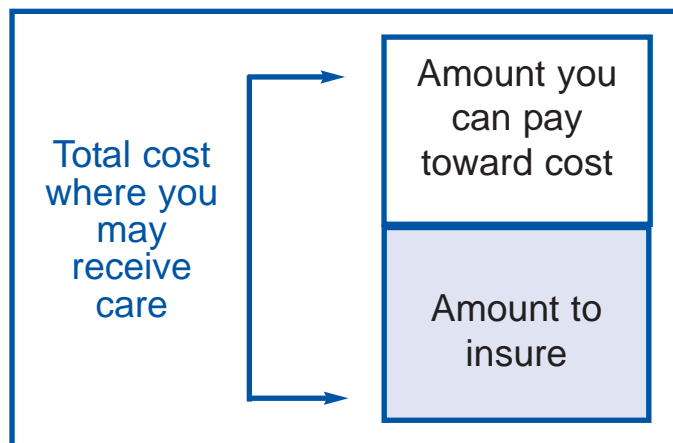 Total cost
where you
may
receive
care
Amount you
can pay
toward cost
Amount to
insure